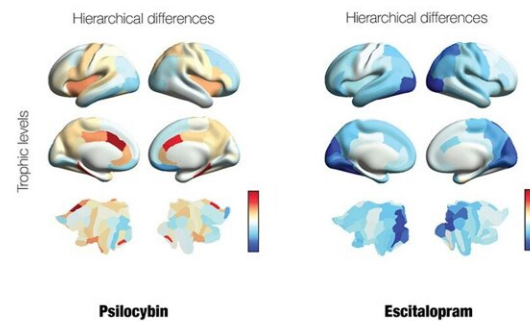 Hierarchical differences
Hierarchical differences
Trophic levels
Psilocybin
Escitalopram